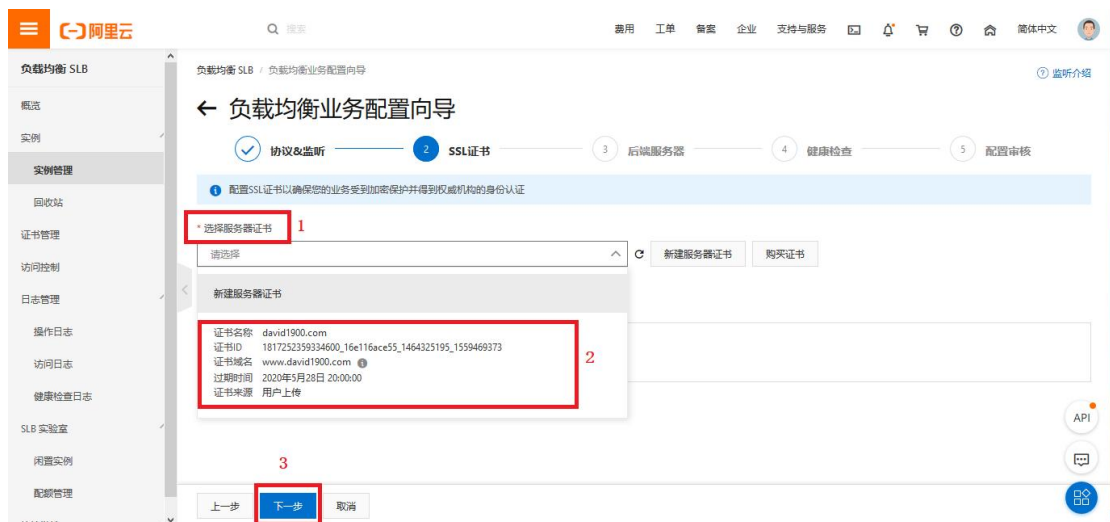 阿里云
搜索
费用 工单 备案 企业 支持与服务 简体中文
负载均衡 SLB
概览
实例
实例管理
回收站
证书管理
访问控制
日志管理
操作日志
访问日志
健康检查日志
SLB 实验室
闲置实例
配额管理
负载均衡 SLB / 负载均衡业务配置向导
监听介绍
← 负载均衡业务配置向导
协议&监听 2 SSL证书 3 后端服务器 4 健康检查 5 配置审核
配置SSL证书以确保您的业务受到加密保护并得到权威机构的身份认证
* 选择服务器证书 1
请选择 新建服务器证书 购买证书
新建服务器证书
证书名称 david1900.com
证书ID 1817252359334600_16e116ace55_1464325195_1559469373
证书域名 www.david1900.com
过期时间 2020年5月28日 20:00:00
证书来源 用户上传
2
API
3
上一步 下一步 取消